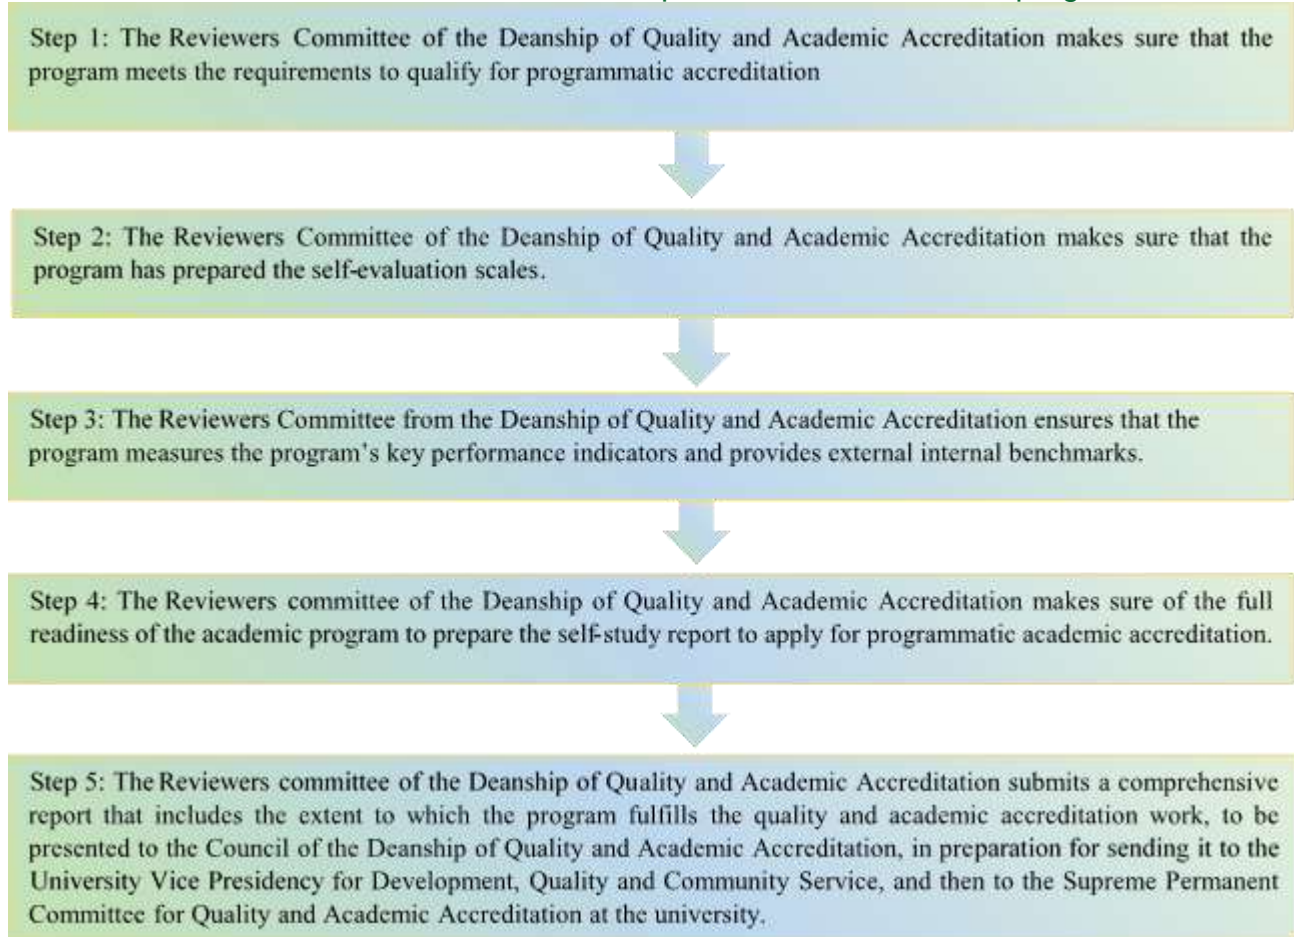 Step 1: The Reviewers Committee of the Deanship of Quality and Academic Accreditation makes sure that the
program meets the requirements to qualify for programmatic accreditation
Step 2: The Reviewers Committee of the Deanship of Quality and Academic Accreditation makes sure that the
program has prepared the self-evaluation scales.
Step 3: The Reviewers Committee from the Deanship of Quality and Academic Accreditation ensures that the
program measures the program’s key performance indicators and provides external internal benchmarks.
Step 4: The Reviewers committee of the Deanship of Quality and Academic Accreditation makes sure of the full
readiness of the academic program to prepare the self-study report to apply for programmatic academic accreditation.
Step 5: The Reviewers committee of the Deanship of Quality and Academic Accreditation submits a comprehensive
report that includes the extent to which the program fulfills the quality and academic accreditation work, to be
presented to the Council of the Deanship of Quality and Academic Accreditation, in preparation for sending it to the
University Vice Presidency for Development, Quality and Community Service, and then to the Supreme Permanent
Committee for Quality and Academic Accreditation at the university.